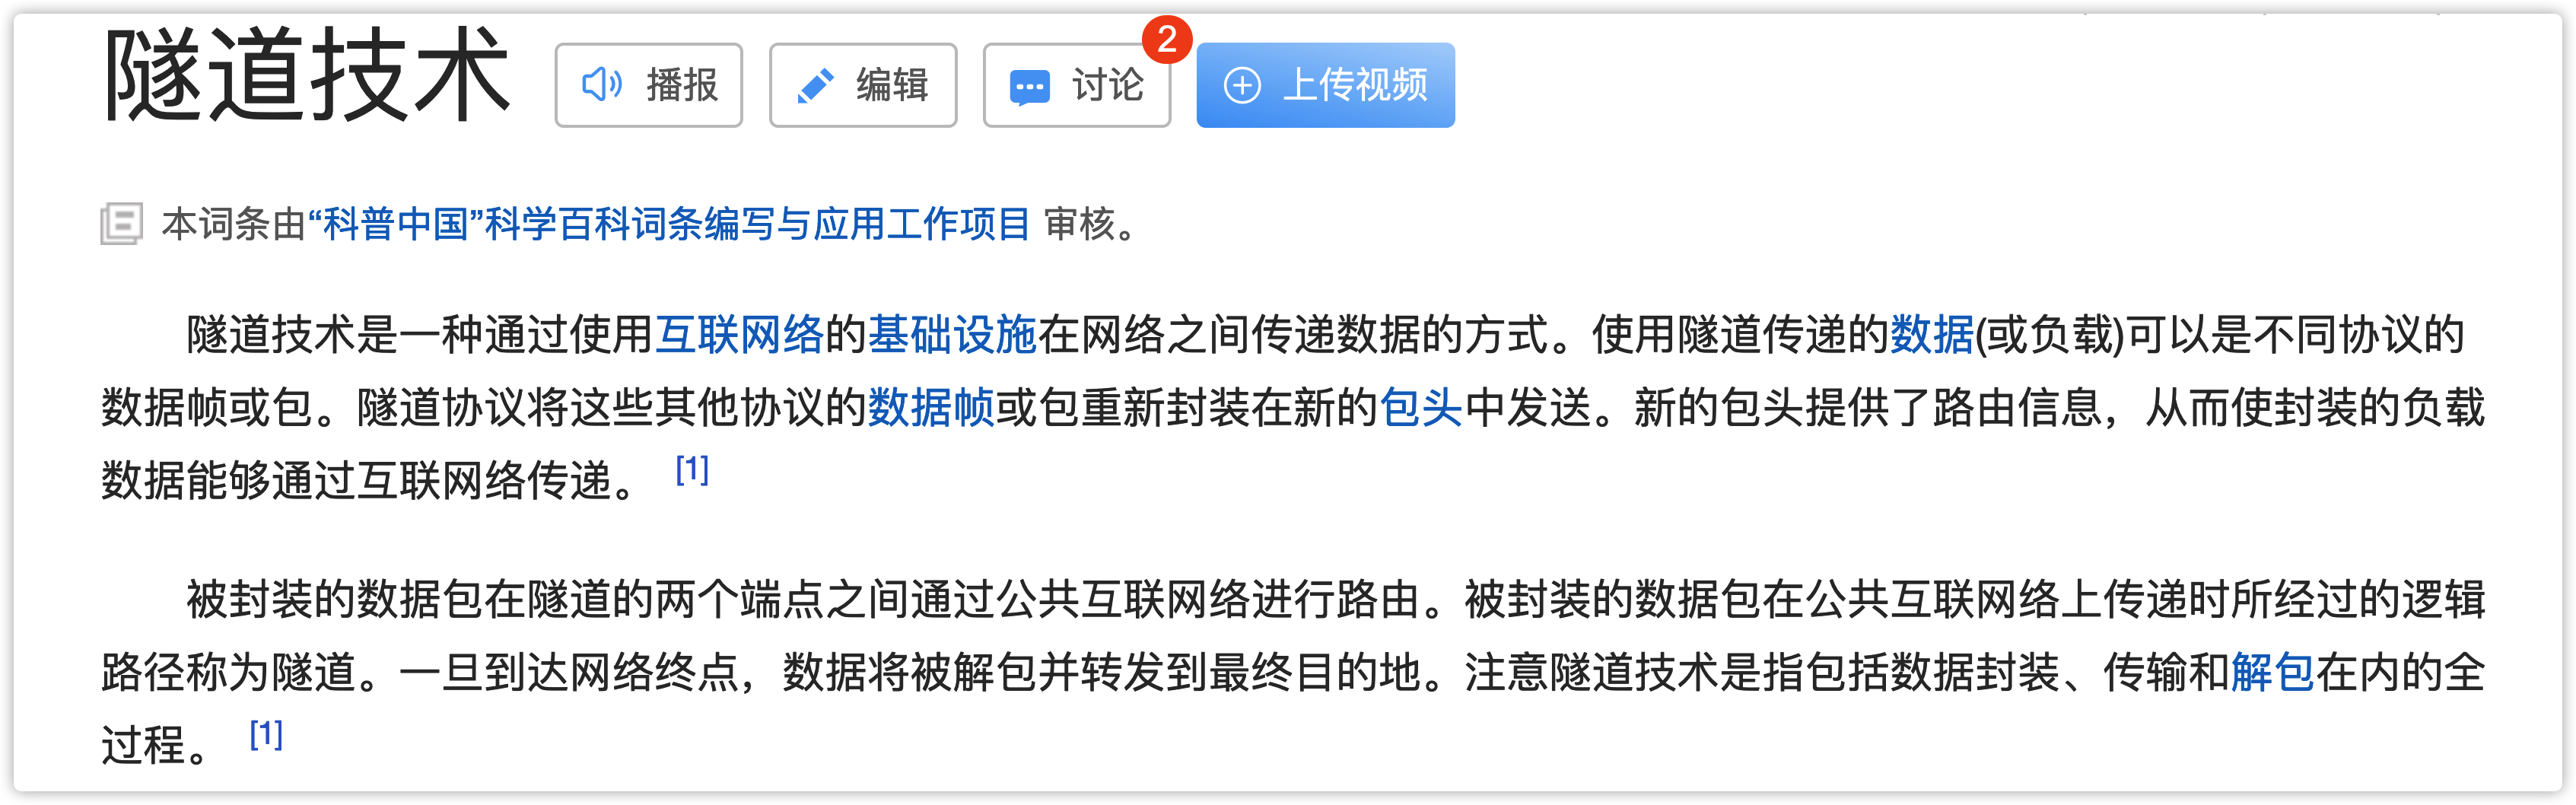 隧道技术 播报 编辑 讨论 2 上传视频
本词条由“科普中国”科学百科词条编写与应用工作项目 审核。
隧道技术是一种通过使用互联网络的基础设施在网络之间传递数据的方式。使用隧道传递的数据(或负载)可以是不同协议的
数据帧或包。隧道协议将这些其他协议的数据帧或包重新封装在新的包头中发送。新的包头提供了路由信息，从而使封装的负载
数据能够通过互联网络传递。 [1]
被封装的数据包在隧道的两个端点之间通过公共互联网络进行路由。被封装的数据包在公共互联网络上传递时所经过的逻辑
路径称为隧道。一旦到达网络终点，数据将被解包并转发到最终目的地。注意隧道技术是指包括数据封装、传输和解包在内的全
过程。 [1]